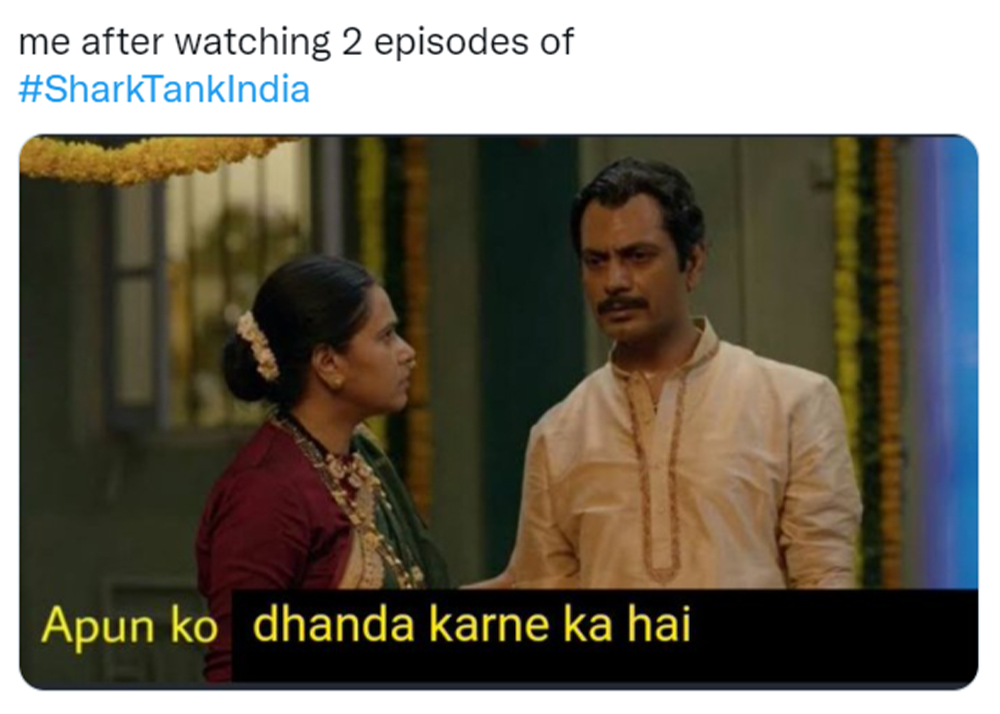 me after watching 2 episodes of
#SharkTankIndia
Apun ko dhanda karne ka hai